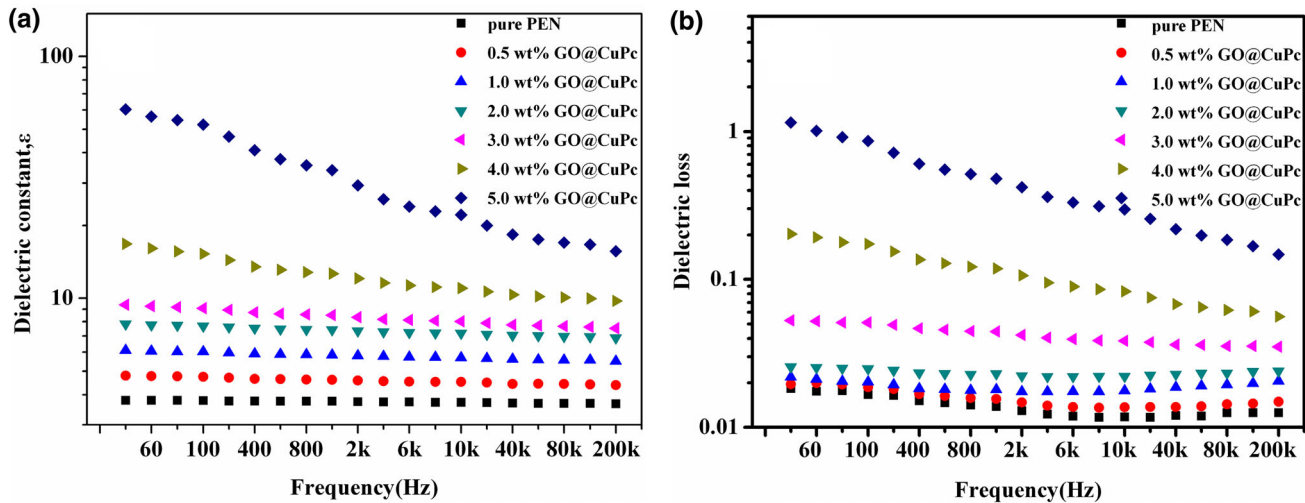 (a)
pure PEN
0.5 wt% GO@CuPc
1.0 wt% GO@CuPc
2.0 wt% GO@CuPc
3.0 wt% GO@CuPc
4.0 wt% GO@CuPc
5.0 wt% GO@CuPc
100
10
Dielectric constant,ε
60 100 400 800 2k 6k 10k 40k 80k 200k
Frequency(Hz)
(b)
pure PEN
0.5 wt% GO@CuPc
1.0 wt% GO@CuPc
2.0 wt% GO@CuPc
3.0 wt% GO@CuPc
4.0 wt% GO@CuPc
5.0 wt% GO@CuPc
1
0.1
0.01
Dielectric loss
60 100 400 800 2k 6k 10k 40k 80k 200k
Frequency(Hz)